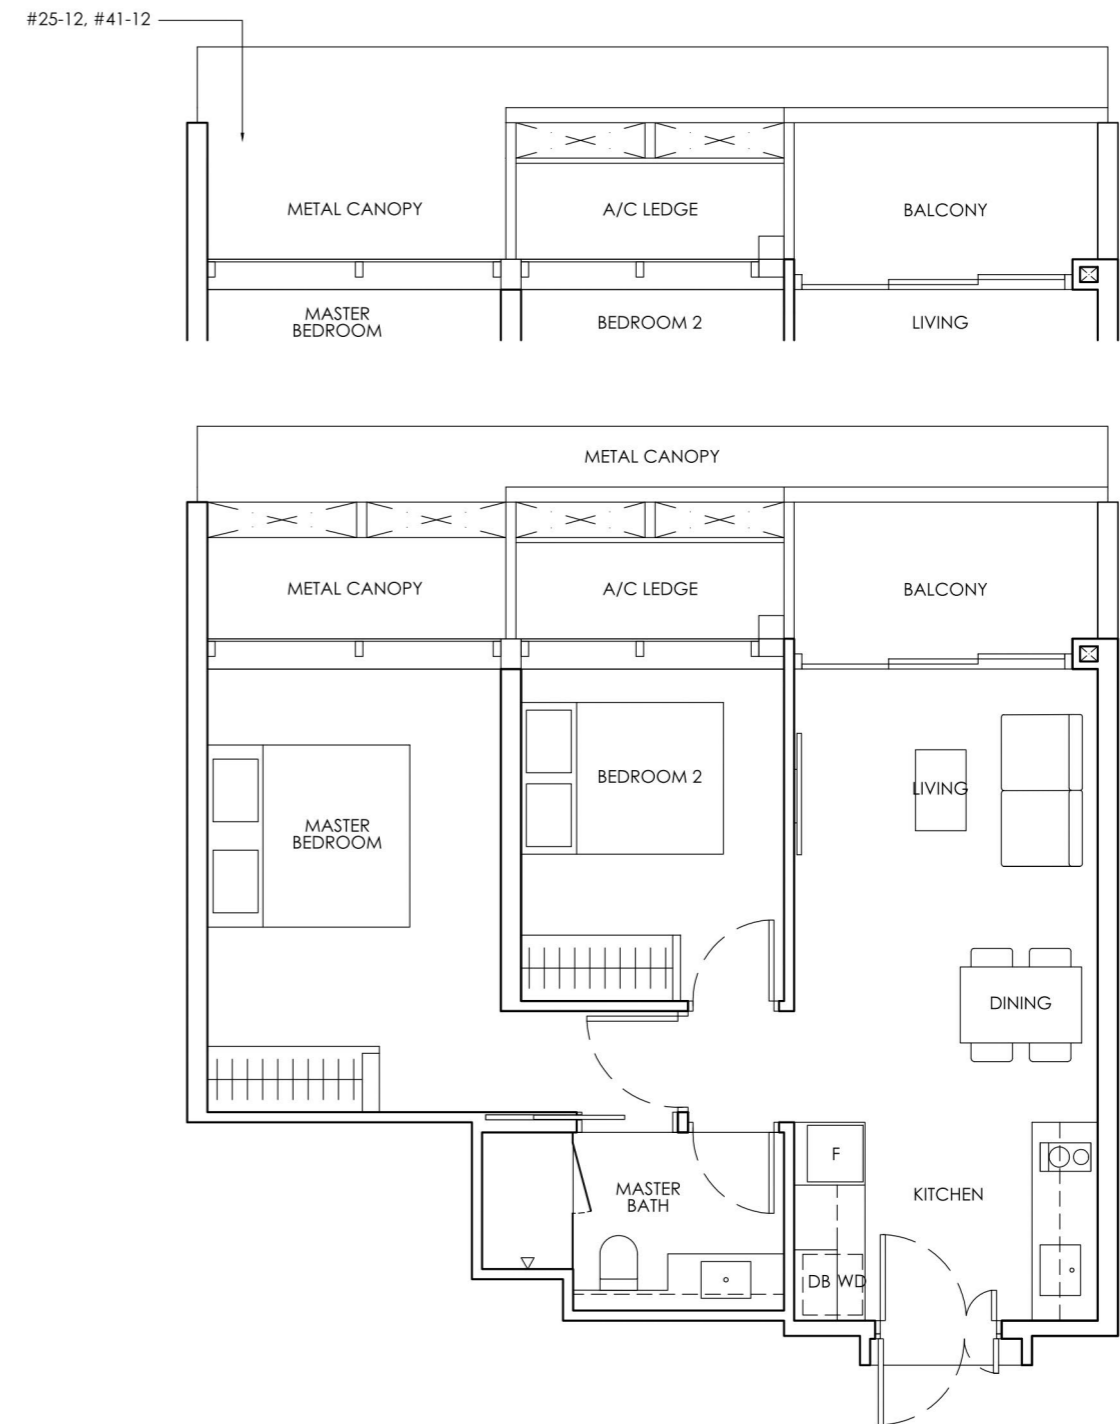 #25-12, #41-12
METAL CANOPY
A/C LEDGE
BALCONY
MASTER
BEDROOM
BEDROOM 2
LIVING
METAL CANOPY
METAL CANOPY
A/C LEDGE
BALCONY
BEDROOM 2
LIVING
MASTER
BEDROOM
DINING
F
MASTER
BATH
KITCHEN
DB WD